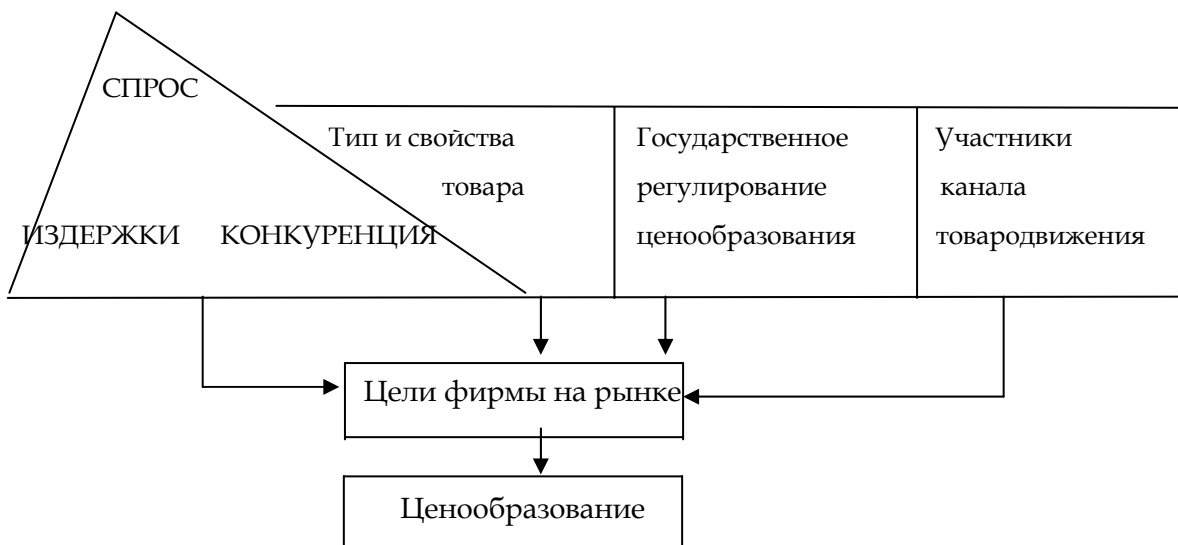 СПРОС
ИЗДЕРЖКИ КОНКУРЕНЦИЯ
Тип и свойства
товара
Государственное
регулирование
ценообразования
Участники
канала
товародвижения
Цели фирмы на рынке
Ценообразование